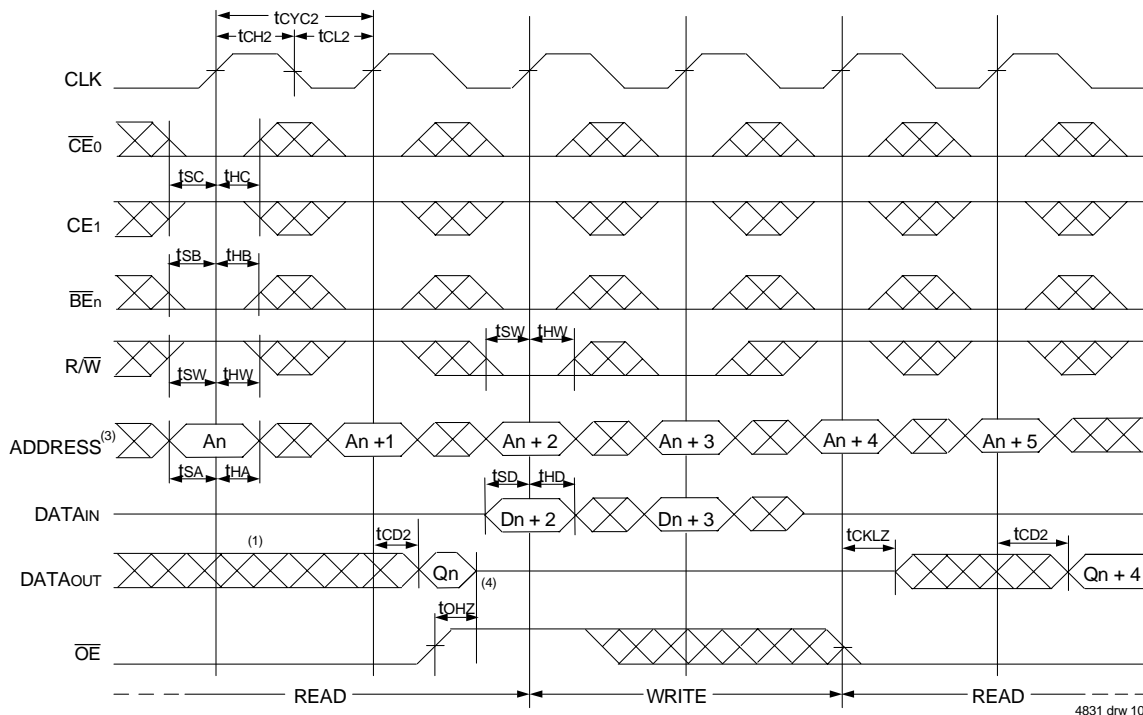 tCYC2
tCH2 tCL2
CLK
CE0
tSC tHC
CE1
tSB tHB
BEn
tSW tHW
R/W
tSW tHW
ADDRESS(3) An An +1 An + 2 An + 3 An + 4 An + 5
tSA tHA tSD tHD
DATAIN Dn + 2 Dn + 3
(1) tCD2 tCKLZ tCD2
DATAOUT Qn (4) Qn + 4
tOHZ
OE
READ WRITE READ
4831 drw 10